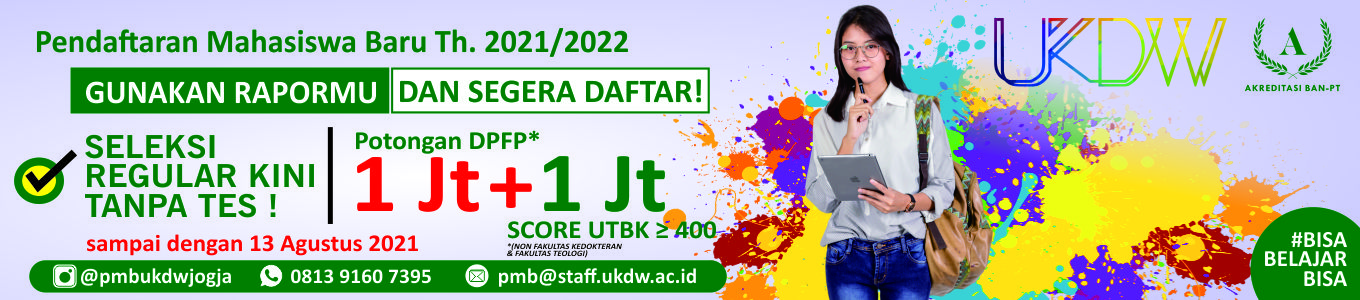 Pendaftaran Mahasiswa Baru Th. 2021/2022
GUNAKAN RAPORMU DAN SEGERA DAFTAR!
SELEKSI
REGULAR KINI
TANPA TES !
sampai dengan 13 Agustus 2021
Potongan DPFP*
1 Jt+1 Jt
SCORE UTBK ≥ 400
*(NON FAKULTAS KEDOKTERAN
& FAKULTAS TEOLOGI)
@pmbukdwjogja 0813 9160 7395 pmb@staff.ukdw.ac.id
UKDW
A
AKREDITASI BAN-PT
#BISA
BELAJAR
BISA